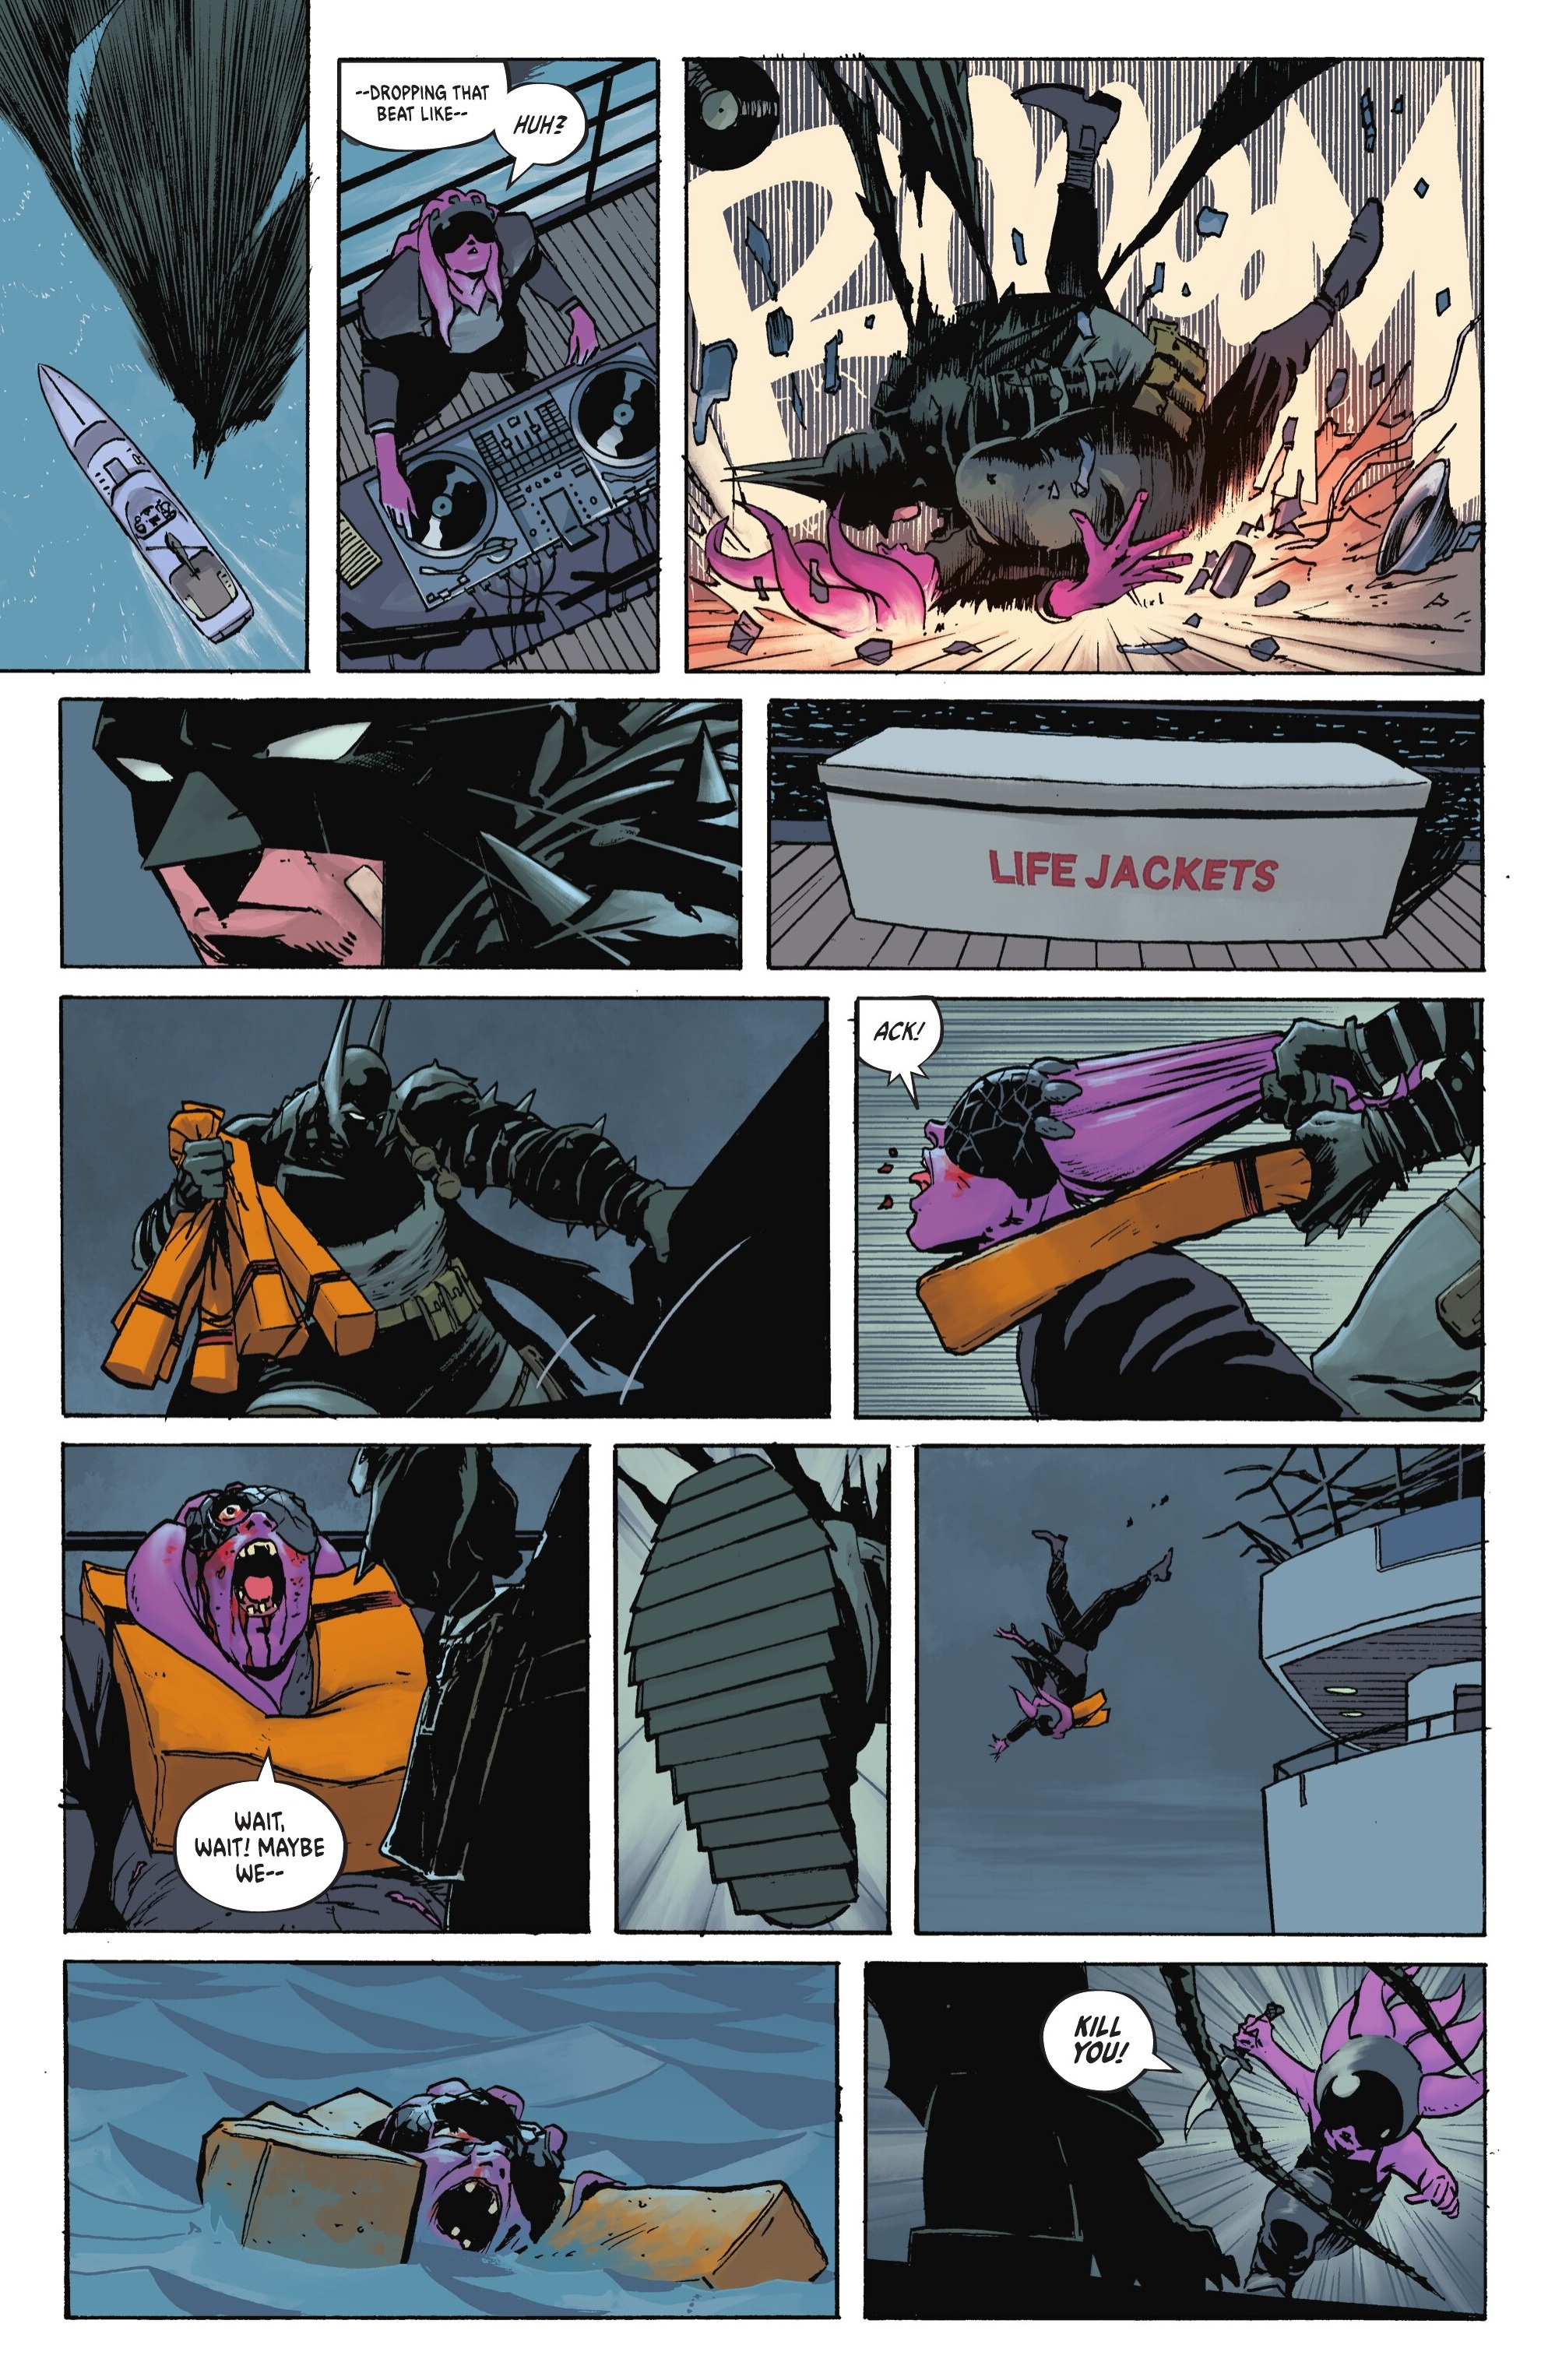 --DROPPING THAT
BEAT LIKE--
HUH?
LIFE JACKETS
ACK!
WAIT,
WAIT! MAYBE
WE--
KILL
YOU!